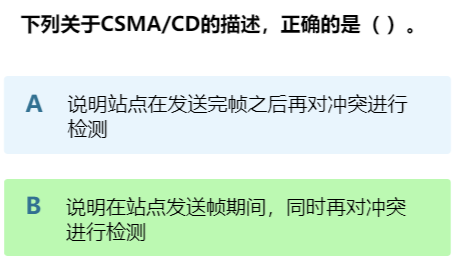 下列关于CSMA/CD的描述，正确的是（ ）。
A 说明站点在发送完帧之后再对冲突进行
检测
B 说明在站点发送帧期间，同时再对冲突
进行检测